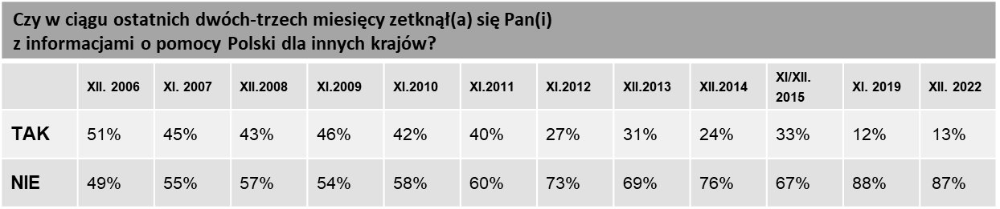 Czy w ciągu ostatnich dwóch-trzech miesięcy zetknął(a) się Pan(i)
z informacjami o pomocy Polski dla innych krajów?
XII. 2006 XI. 2007 XII.2008 XI.2009 XI.2010 XI.2011 XI.2012 XII.2013 XII.2014 XI/XII. 2015 XI. 2019 XII. 2022
TAK 51% 45% 43% 46% 42% 40% 27% 31% 24% 33% 12% 13%
NIE 49% 55% 57% 54% 58% 60% 73% 69% 76% 67% 88% 87%